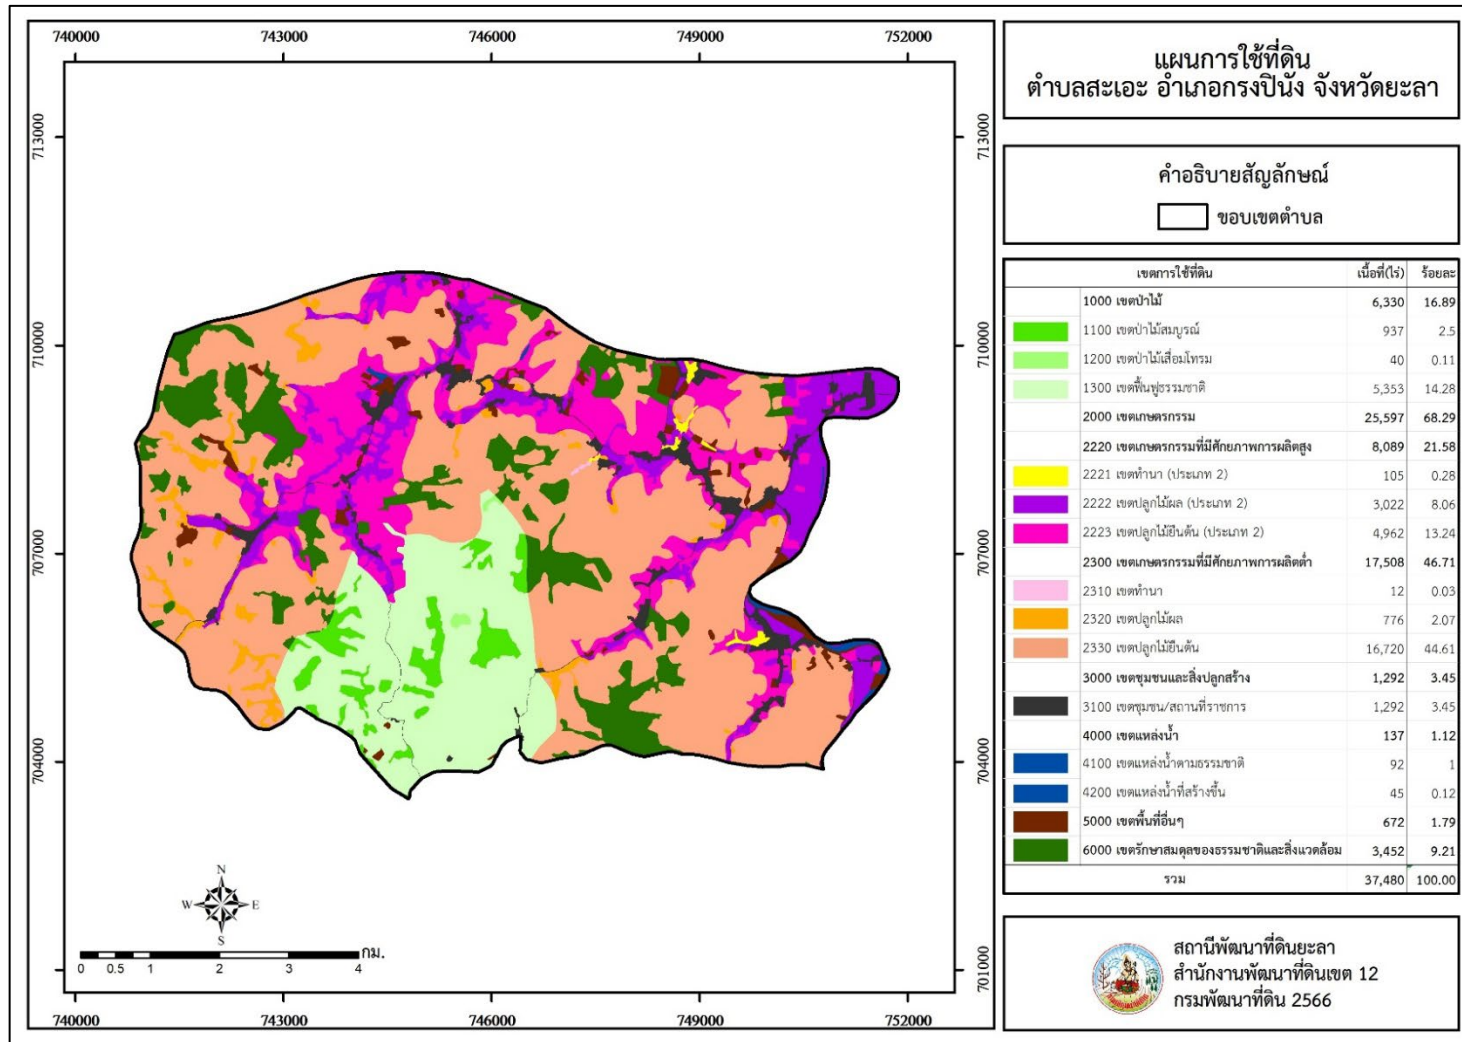 740000 743000 746000 749000 752000
713000 713000
710000 710000
707000 707000
704000 704000
701000
740000 743000 746000 749000 752000
N
W E
S
0 0.5 1 2 3 4 กม.
แผนการใช้ที่ดิน
ตำบลสะเอะ อำเภอกรงปินัง จังหวัดยะลา
คำอธิบายสัญลักษณ์
ขอบเขตตำบล
เขตการใช้ที่ดิน เนื้อที่(ไร่) ร้อยละ
1000 เขตป่าไม้ 6,330 16.89
1100 เขตป่าไม้สมบูรณ์ 937 2.5
1200 เขตป่าไม้เสื่อมโทรม 40 0.11
1300 เขตฟื้นฟูธรรมชาติ 5,353 14.28
2000 เขตเกษตรกรรม 25,597 68.29
2220 เขตเกษตรกรรมที่มีศักยภาพการผลิตสูง 8,089 21.58
2221 เขตทำนา (ประเภท 2) 105 0.28
2222 เขตปลูกไม้ผล (ประเภท 2) 3,022 8.06
2223 เขตปลูกไม้ยืนต้น (ประเภท 2) 4,962 13.24
2300 เขตเกษตรกรรมที่มีศักยภาพการผลิตต่ำ 17,508 46.71
2310 เขตทำนา 12 0.03
2320 เขตปลูกไม้ผล 776 2.07
2330 เขตปลูกไม้ยืนต้น 16,720 44.61
3000 เขตชุมชนและสิ่งปลูกสร้าง 1,292 3.45
3100 เขตชุมชน/สถานที่ราชการ 1,292 3.45
4000 เขตแหล่งน้ำ 137 1.12
4100 เขตแหล่งน้ำตามธรรมชาติ 92 1
4200 เขตแหล่งน้ำที่สร้างขึ้น 45 0.12
5000 เขตพื้นที่อื่นๆ 672 1.79
6000 เขตรักษาสมดุลของธรรมชาติและสิ่งแวดล้อม 3,452 9.21
รวม 37,480 100.00
สถานีพัฒนาที่ดินยะลา
สำนักงานพัฒนาที่ดินเขต 12
กรมพัฒนาที่ดิน 2566